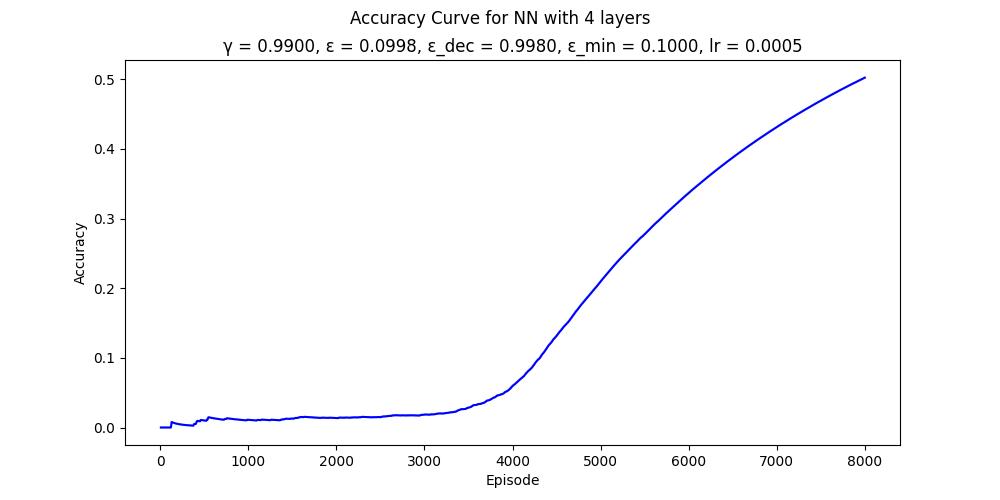 Accuracy Curve for NN with 4 layers
γ = 0.9900, ε = 0.0998, ε_dec = 0.9980, ε_min = 0.1000, lr = 0.0005
0.5
0.4
0.3
0.2
0.1
0.0
Accuracy
0 1000 2000 3000 4000 5000 6000 7000 8000
Episode